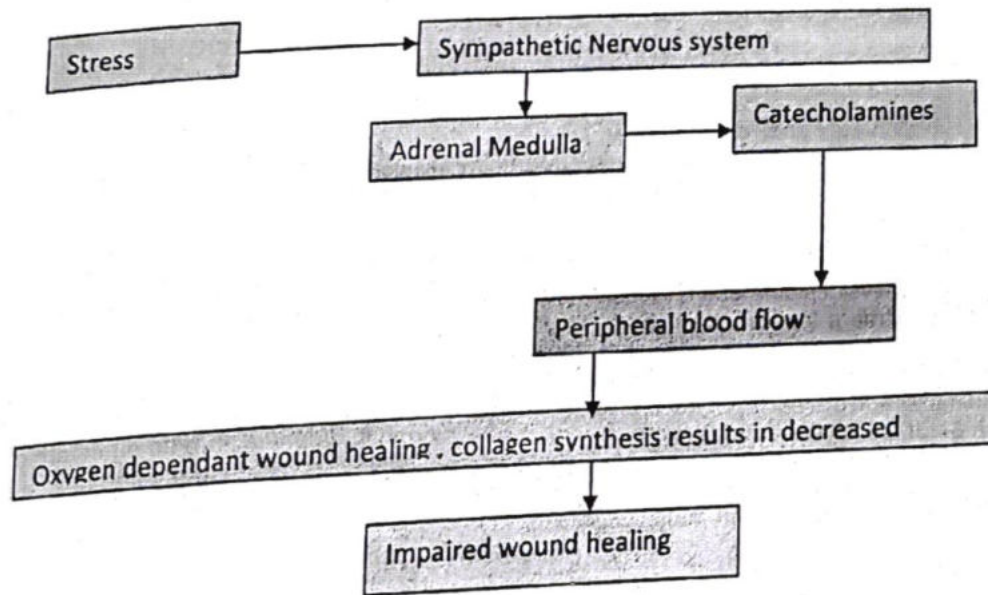 Stress
Sympathetic Nervous system
Adrenal Medulla
Catecholamines
Peripheral blood flow
Oxygen dependant wound healing , collagen synthesis results in decreased
Impaired wound healing